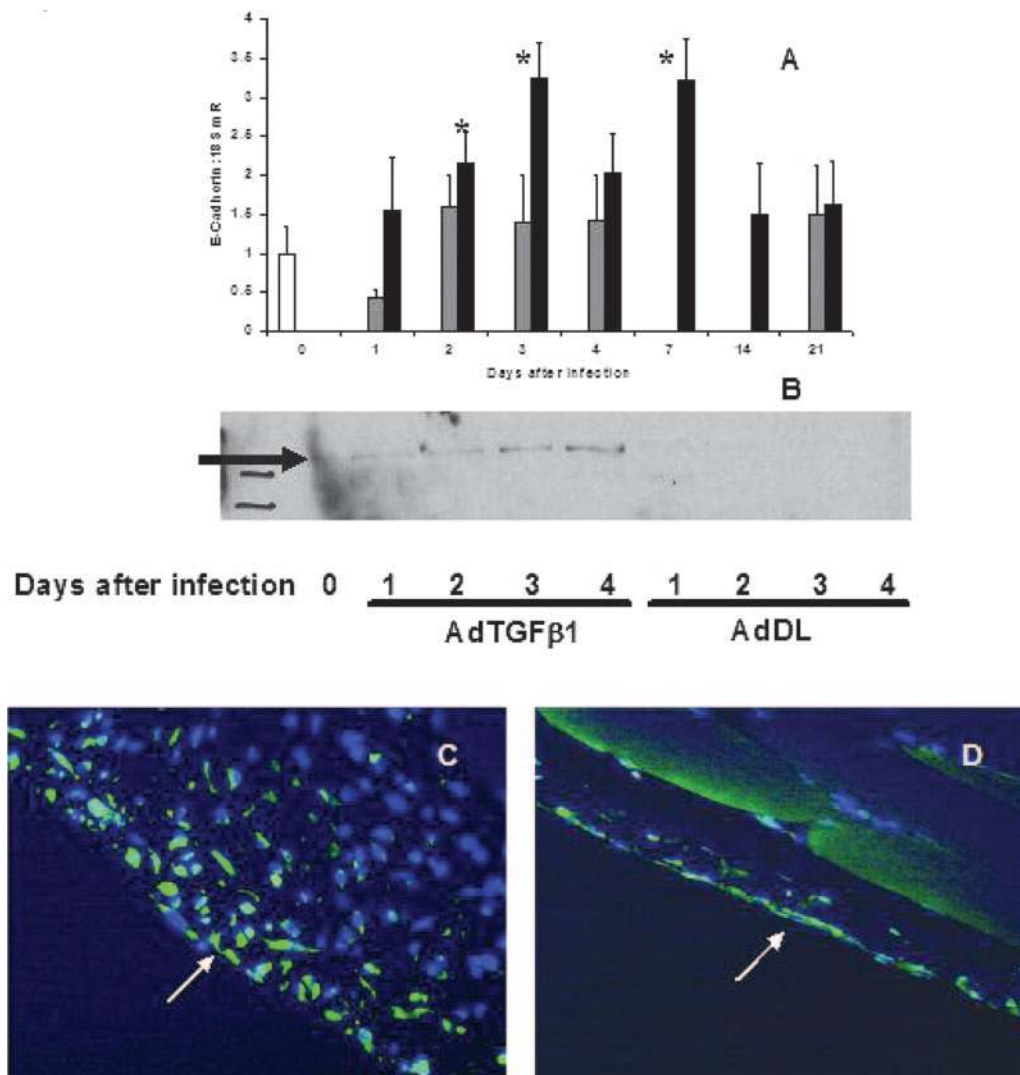 4
3.5
3
2.5
2
1.5
1
0.5
0
E-Cadherin:18S mR
* * *
A
0 1 2 3 4 7 14 21
Days after infection
B
Days after infection 0 1 2 3 4 1 2 3 4
AdTGFβ1 AdDL
C
D